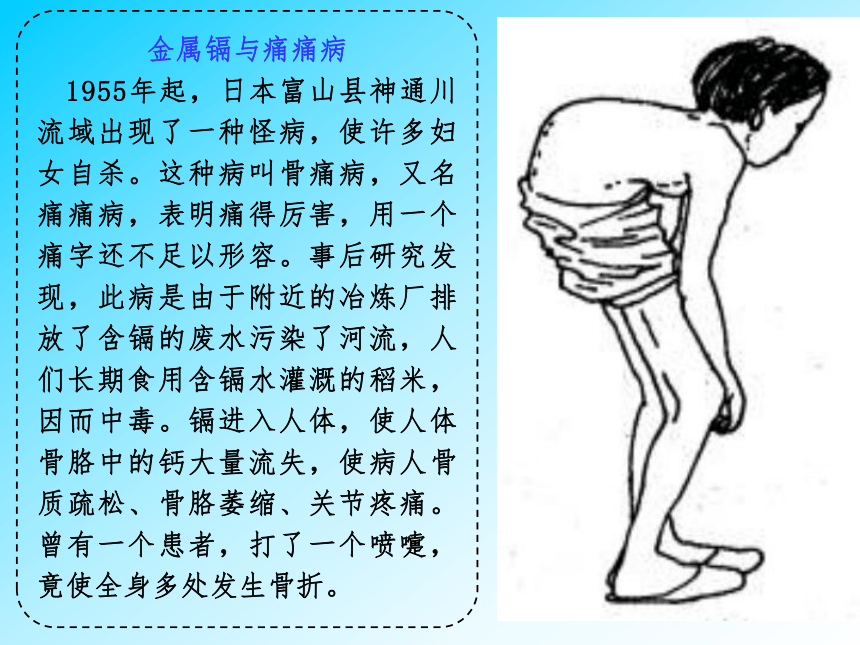 金属镉与痛痛病
1955年起，日本富山县神通川
流域出现了一种怪病，使许多妇
女自杀。这种病叫骨痛病，又名
痛痛病，表明痛得厉害，用一个
痛字还不足以形容。事后研究发
现，此病是由于附近的冶炼厂排
放了含镉的废水污染了河流，人
们长期食用含镉水灌溉的稻米，
因而中毒。镉进入人体，使人体
骨胳中的钙大量流失，使病人骨
质疏松、骨胳萎缩、关节疼痛。
曾有一个患者，打了一个喷嚏，
竟使全身多处发生骨折。